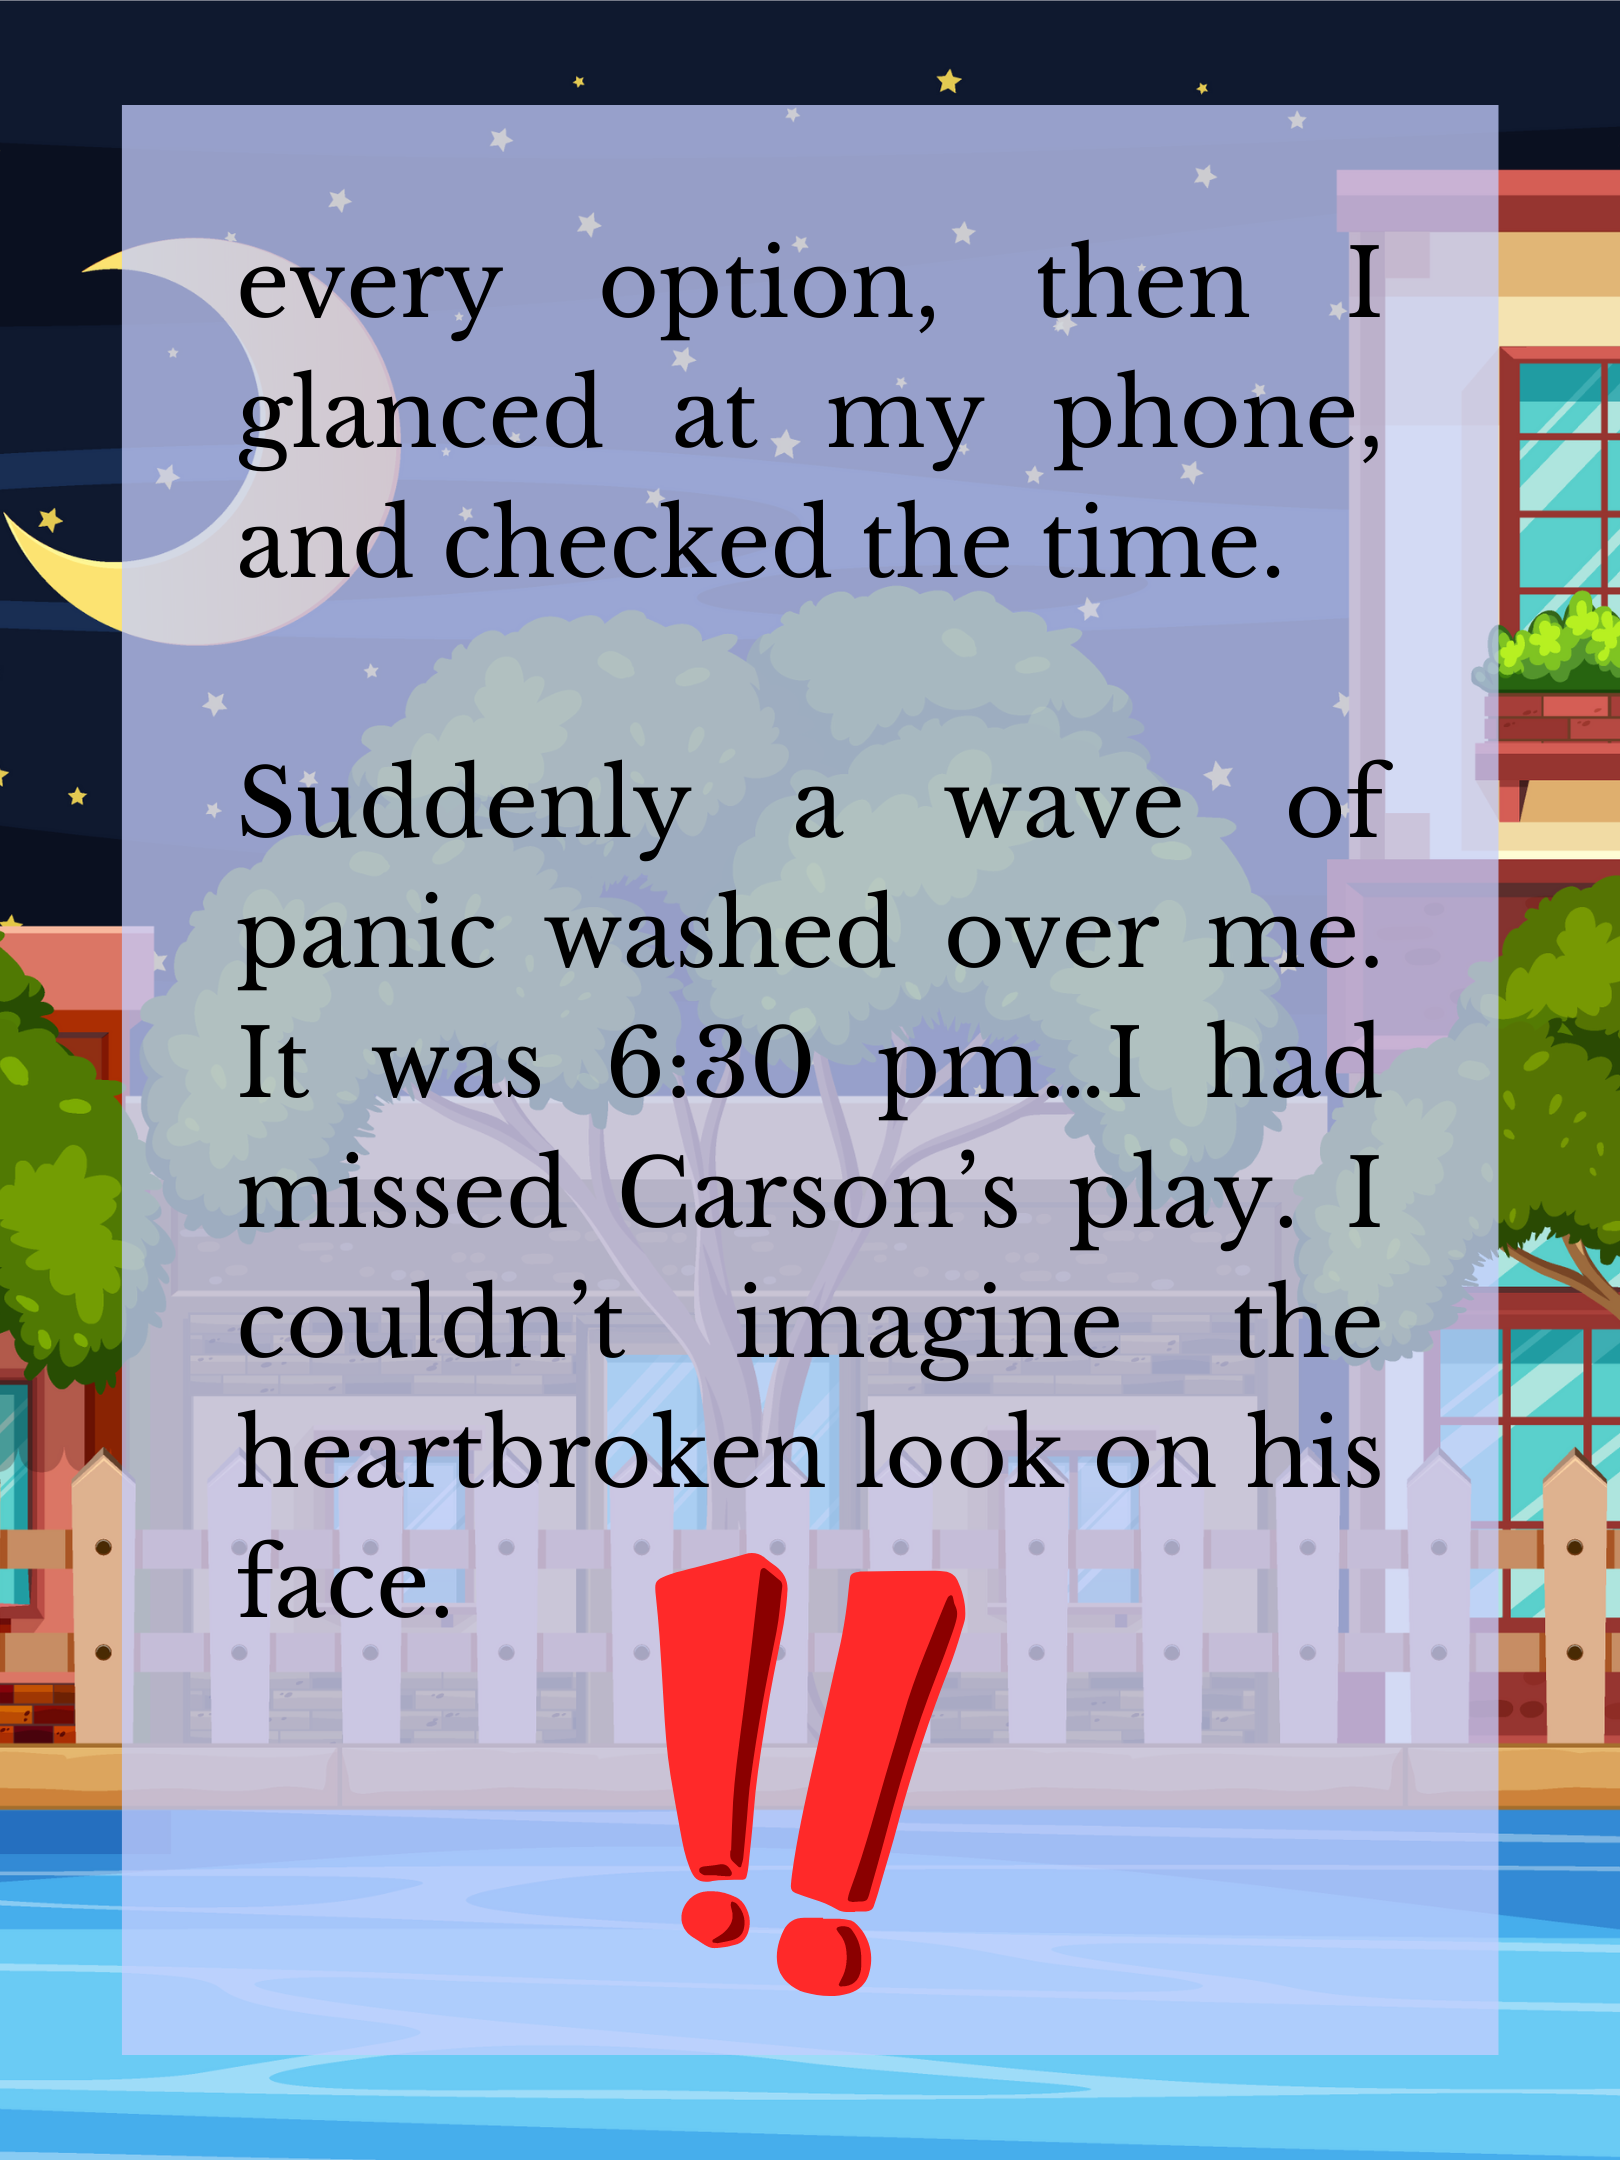 every option, then I
glanced at my phone,
and checked the time.
Suddenly a wave of
panic washed over me.
It was 6:30 pm...I had
missed Carson’s play. I
couldn’t imagine the
heartbroken look on his
face.
!!